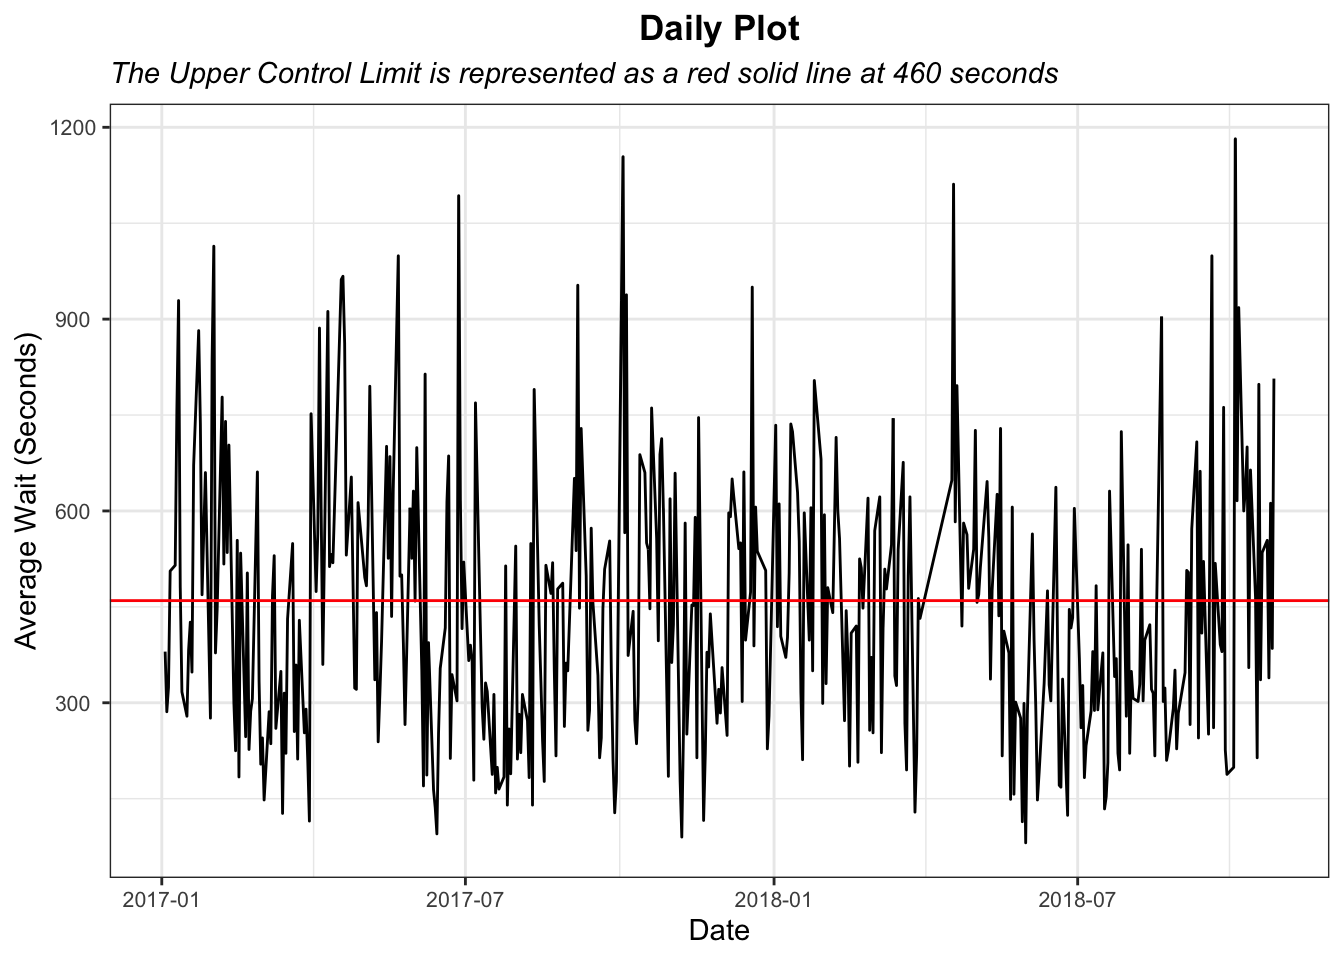 Daily Plot
The Upper Control Limit is represented as a red solid line at 460 seconds
Average Wait (Seconds)
1200
900
600
300
2017-01
2017-07
2018-01
2018-07
Date